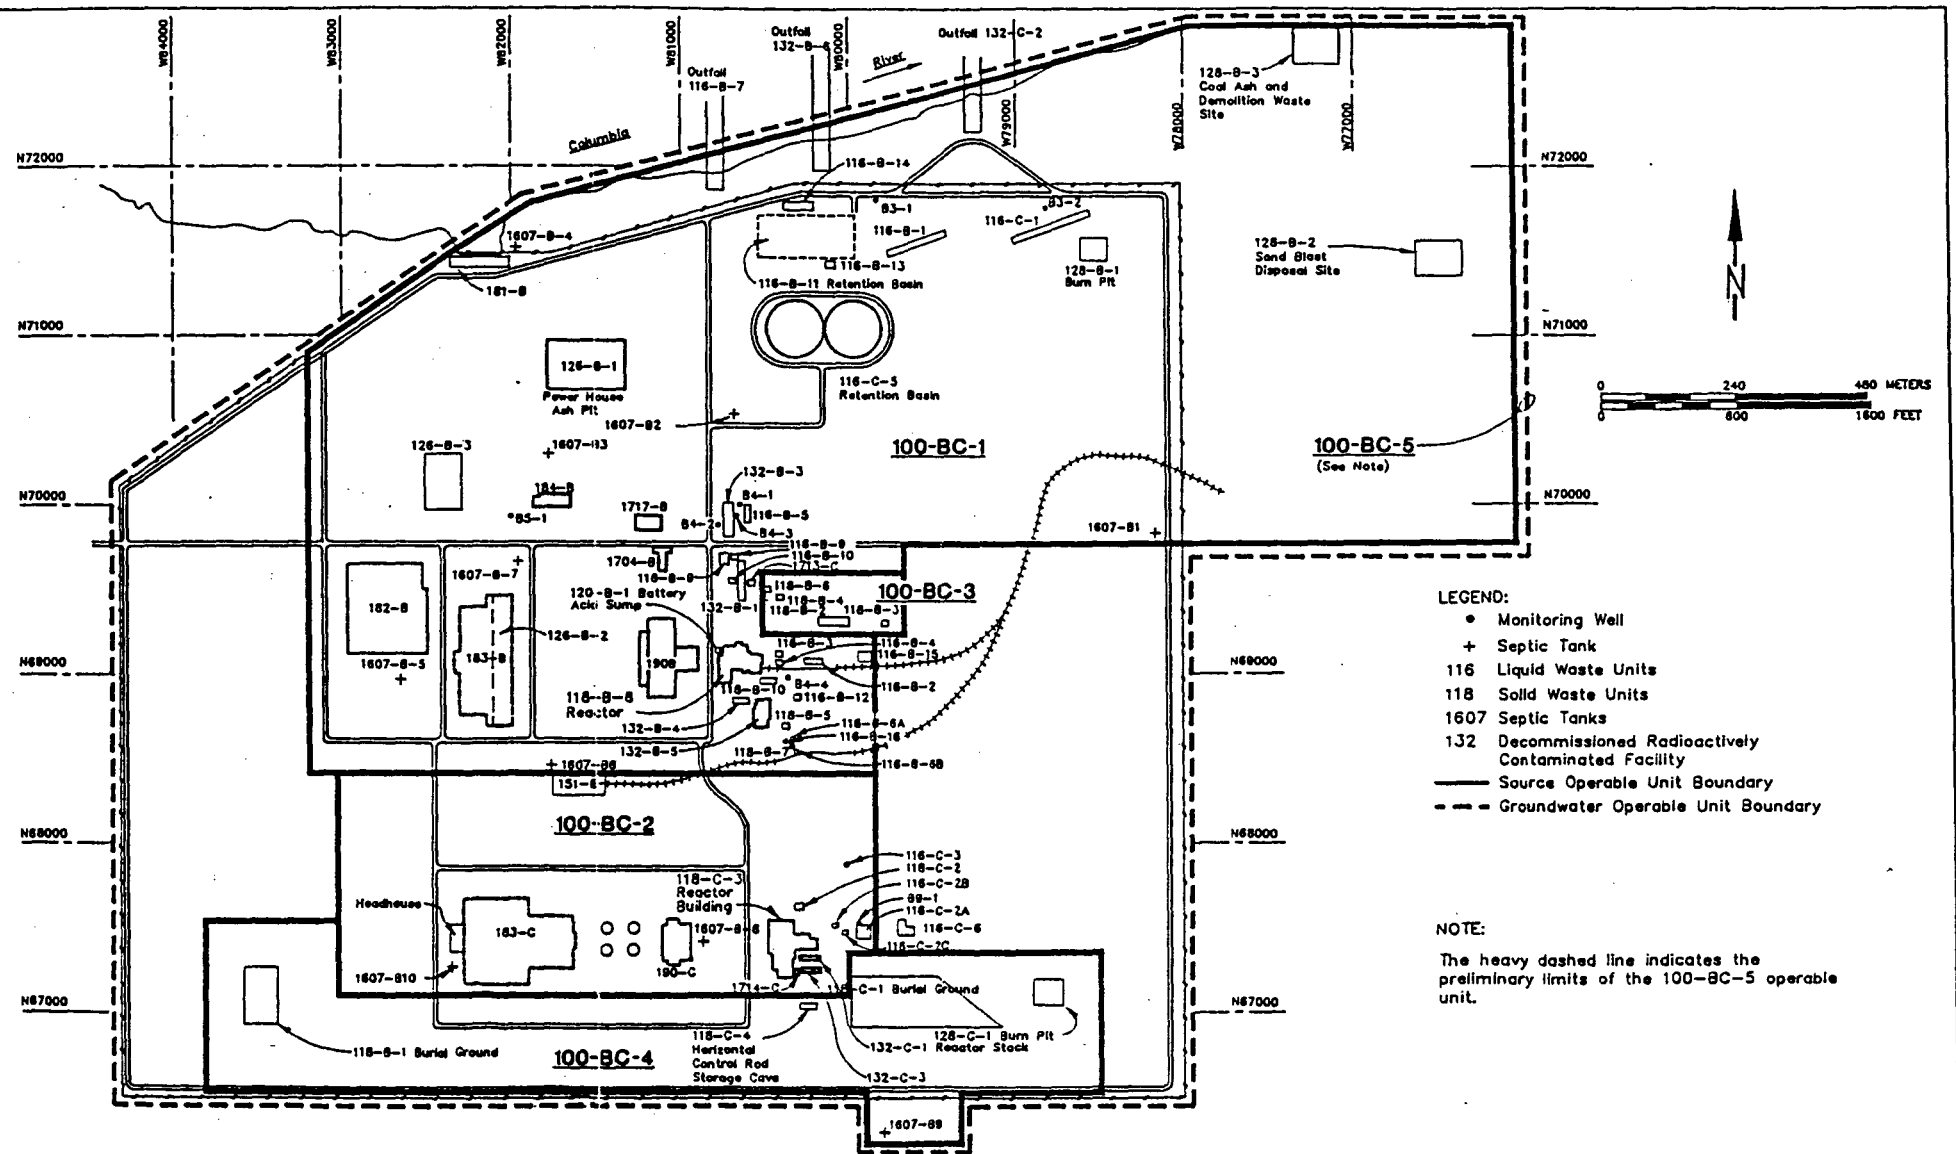 W84000
W83000
W82000
W81000
W80000
W79000
W78000
W77000
Outfall
132-B-6
Outfall 132-C-2
River
Outfall
116-B-7
Columbia
128-B-3
Coal Ash and
Demolition Waste
Site
N72000
N72000
116-B-14
B3-1
B3-2
116-C-1
116-B-1
1607-B-4
181-B
116-B-13
116-B-11 Retention Basin
128-B-1
Burn Pit
128-B-2
Sand Blast
Disposal Site
N
N71000
N71000
126-B-1
Power House
Ash Pit
116-C-5
Retention Basin
1607-B2
0 240 480 METERS
0 800 1600 FEET
126-B-3
1607-B3
100-BC-1
100-BC-5
(See Note)
N70000
N70000
184-B
B5-1
1717-B
132-B-3
B4-1
116-B-5
B4-2
B4-3
1607-B1
1704-B
116-B-9
116-B-10
1713-C
118-B-9
1607-B-7
182-B
120-B-1 Battery
Acid Sump
132-B-1
118-B-6
118-B-4
118-B-2
118-B-3
100-BC-3
126-B-2
183-B
190B
1607-B-5
116-B-3
116-B-4
116-B-15
116-B-2
N69000
N69000
118-B-8
Reactor
118-B-10
B4-4
116-B-12
132-B-4
118-B-5
116-B-6A
116-B-16
132-B-5
118-B-7
116-B-6B
1607-B6
151-B
100-BC-2
N68000
N68000
116-C-3
118-C-2
116-C-2B
B9-1
116-C-2A
116-C-6
116-C-2C
118-C-3
Reactor
Building
Headhouse
183-C
1607-B-8
190-C
1607-B10
1714-C
118-C-1 Burial Ground
N67000
N67000
118-B-1 Burial Ground
100-BC-4
118-C-4
Horizontal
Control Rod
Storage Cave
128-C-1 Burn Pit
132-C-1 Reactor Stack
132-C-3
1607-B9
LEGEND:
• Monitoring Well
+ Septic Tank
116 Liquid Waste Units
118 Solid Waste Units
1607 Septic Tanks
132 Decommissioned Radioactively
Contaminated Facility
Source Operable Unit Boundary
Groundwater Operable Unit Boundary
NOTE:
The heavy dashed line indicates the
preliminary limits of the 100-BC-5 operable
unit.